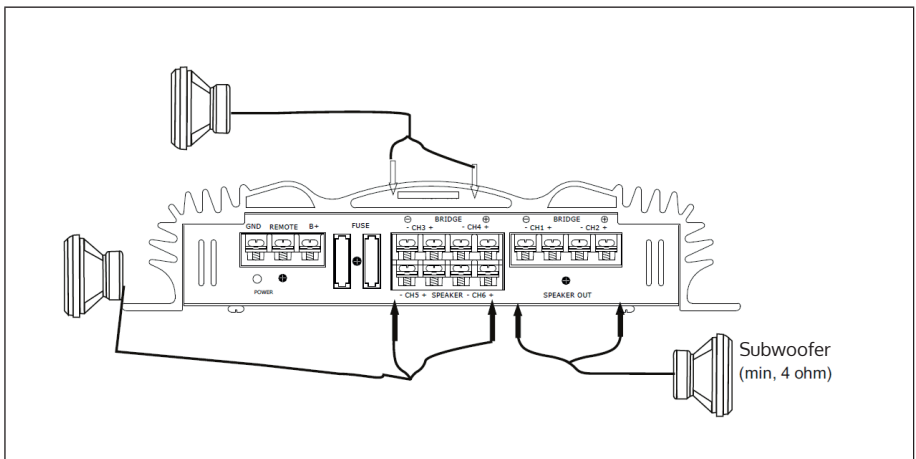 ⊖ BRIDGE ⊕ ⊖ BRIDGE ⊕
GND REMOTE B+ FUSE - CH3 + - CH4 + - CH1 + - CH2 +
POWER - CH5 + SPEAKER - CH6 + SPEAKER OUT
Subwoofer
(min, 4 ohm)